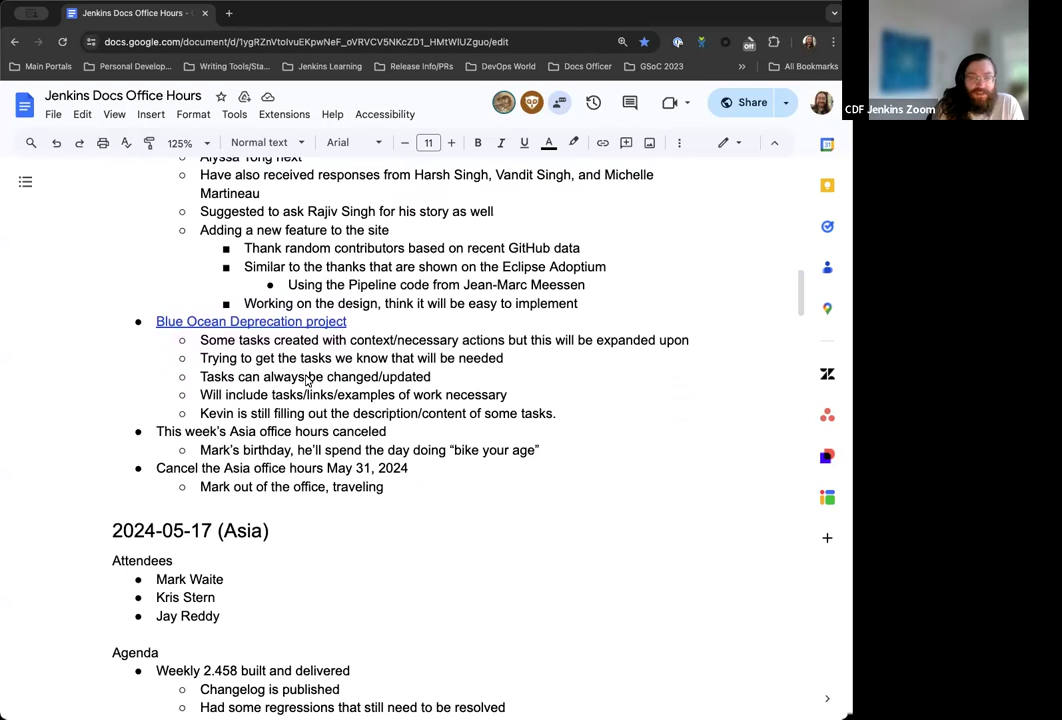 Jenkins Docs Office Hours -
docs.google.com/document/d/1ygRZnVtoIvuEKpwNeF_oVRVCV5NKcZD1_HMtWlUZguo/edit
Off
Main Portals
Personal Develop...
Writing Tools/Sta...
Jenkins Learning
Release Info/PRs
DevOps World
Docs Officer
GSoC 2023
All Bookmarks
CDF Jenkins Zoom
Jenkins Docs Office Hours
File Edit View Insert Format Tools Extensions Help Accessibility
Share
125% Normal text Arial 11 B I U A
Alyssa Tong next
Have also received responses from Harsh Singh, Vandit Singh, and Michelle
Martineau
Suggested to ask Rajiv Singh for his story as well
Adding a new feature to the site
Thank random contributors based on recent GitHub data
Similar to the thanks that are shown on the Eclipse Adoptium
Using the Pipeline code from Jean-Marc Meessen
Working on the design, think it will be easy to implement
Blue Ocean Deprecation project
Some tasks created with context/necessary actions but this will be expanded upon
Trying to get the tasks we know that will be needed
Tasks can always be changed/updated
Will include tasks/links/examples of work necessary
Kevin is still filling out the description/content of some tasks.
This week's Asia office hours canceled
Mark's birthday, he'll spend the day doing “bike your age”
Cancel the Asia office hours May 31, 2024
Mark out of the office, traveling
2024-05-17 (Asia)
Attendees
Mark Waite
Kris Stern
Jay Reddy
Agenda
Weekly 2.458 built and delivered
Changelog is published
Had some regressions that still need to be resolved